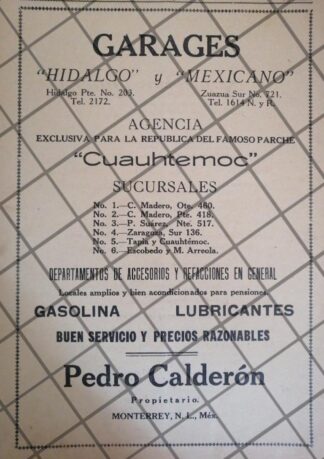 GARAGES
"HIDALGO" y "MEXICANO"
Hidalgo Pte. No. 203. Zuazua Sur No. 721.
Tel. 2172. Tel. 1614 N. y R.
AGENCIA
EXCLUSIVA PARA LA REPUBLICA DEL FAMOSO PARCHE
"Cuauhtemoc"
SUCURSALES
No. 1.—C. Madero, Ote. 460.
No. 2.—C. Madero, Pte. 418.
No. 3.—P. Suárez, Nte. 517.
No. 4.—Zaragoza, Sur 136.
No. 5.—Tapia y Cuauhtémoc.
No. 6.—Escobedo y M. Arreola.
DEPARTAMENTOS DE ACCESORIOS Y REFACCIONES EN GENERAL
Locales amplios y bien acondicionados para pensiones.
GASOLINA LUBRICANTES
BUEN SERVICIO Y PRECIOS RAZONABLES
Pedro Calderón
Propietario.
MONTERREY, N. L., Méx.